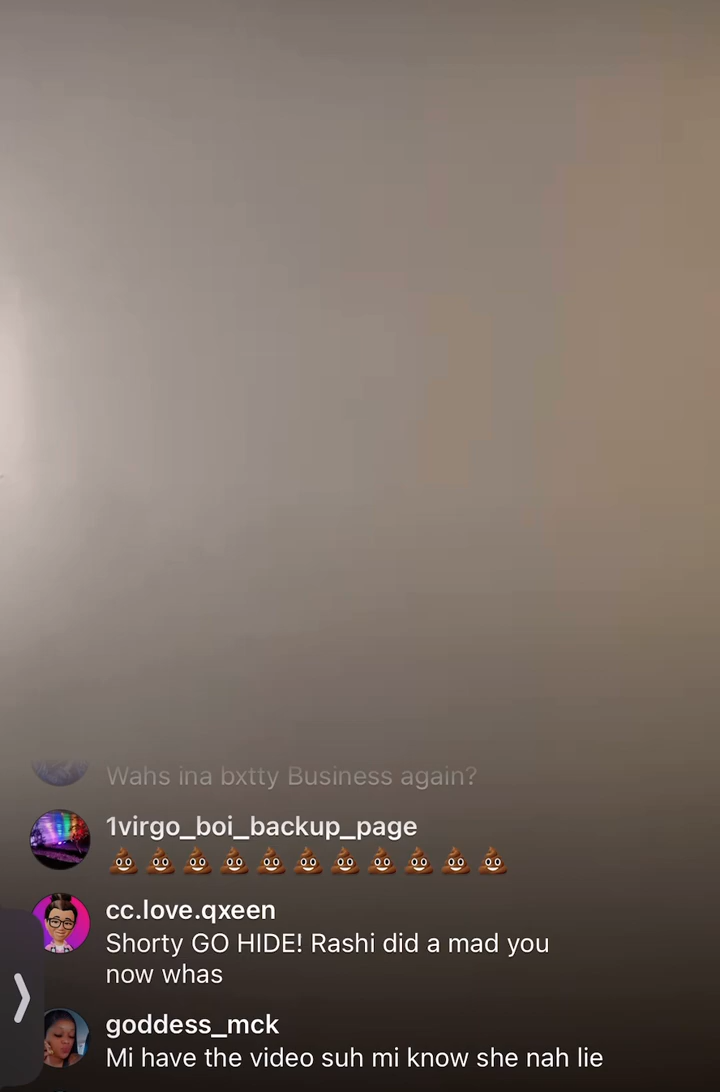 Wahs ina bxtty Business again?
1virgo_boi_backup_page
💩💩💩💩💩💩💩💩💩💩💩
cc.love.qxeen
Shorty GO HIDE! Rashi did a mad you
now whas
goddess_mck
Mi have the video suh mi know she nah lie